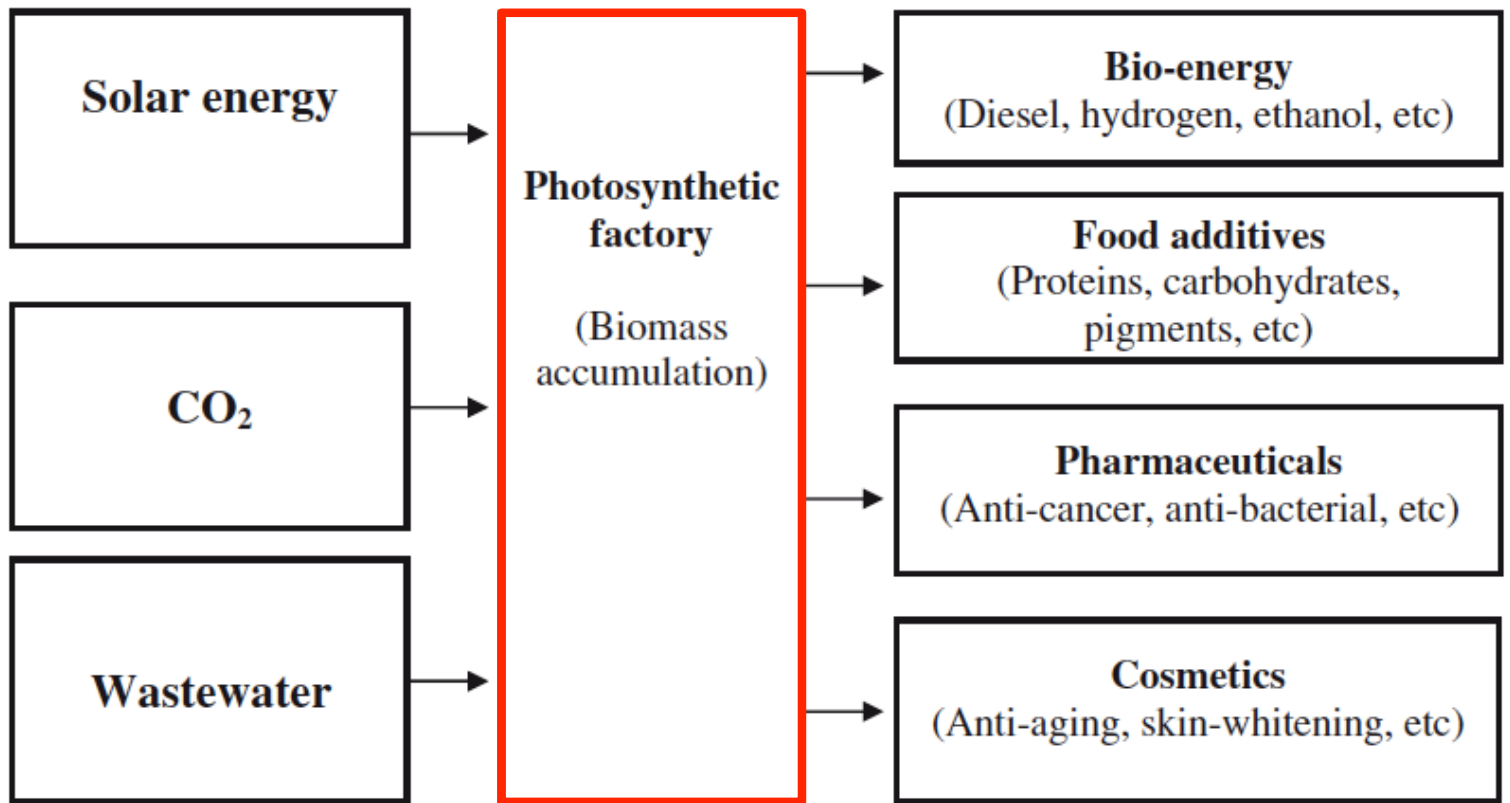 Solar energy
CO₂
Wastewater
Photosynthetic
factory
(Biomass
accumulation)
Bio-energy
(Diesel, hydrogen, ethanol, etc)
Food additives
(Proteins, carbohydrates,
pigments, etc)
Pharmaceuticals
(Anti-cancer, anti-bacterial, etc)
Cosmetics
(Anti-aging, skin-whitening, etc)